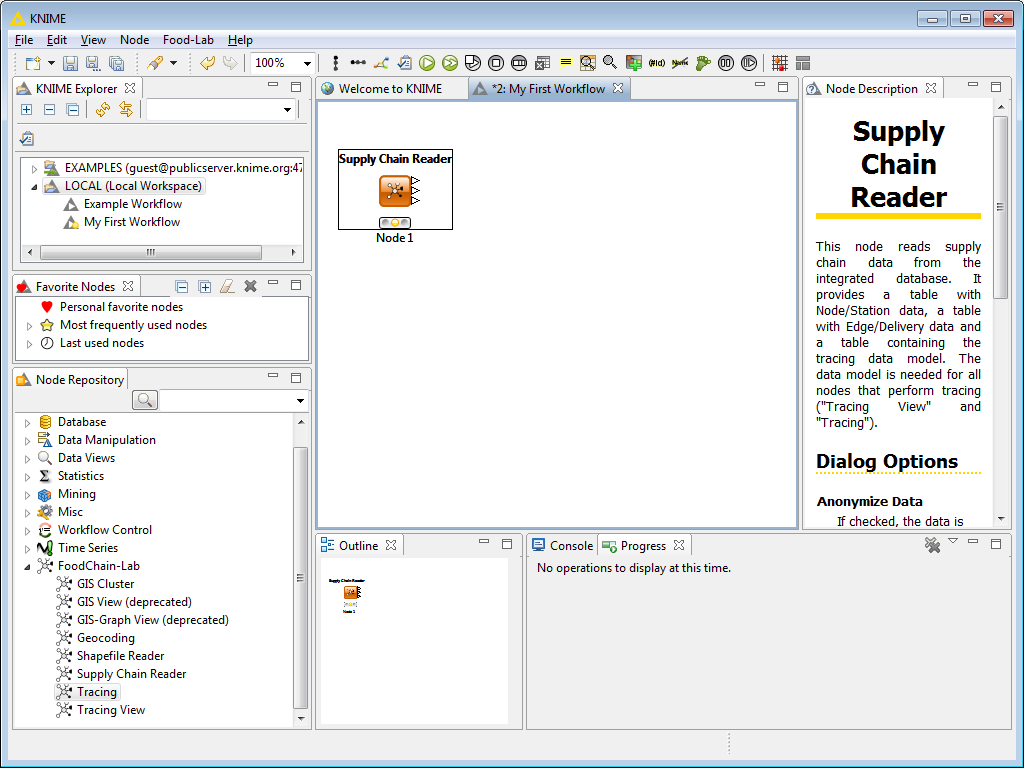 KNIME
File Edit View Node Food-Lab Help
100%
KNIME Explorer
EXAMPLES (guest@publicserver.knime.org:47
LOCAL (Local Workspace)
Example Workflow
My First Workflow
Favorite Nodes
Personal favorite nodes
Most frequently used nodes
Last used nodes
Node Repository
Database
Data Manipulation
Data Views
Statistics
Mining
Misc
Workflow Control
Time Series
FoodChain-Lab
GIS Cluster
GIS View (deprecated)
GIS-Graph View (deprecated)
Geocoding
Shapefile Reader
Supply Chain Reader
Tracing
Tracing View
Welcome to KNIME
*2: My First Workflow
Supply Chain Reader
Node 1
Outline
Supply Chain Reader
Node 1
Console
Progress
No operations to display at this time.
Node Description
Supply
Chain
Reader
This node reads supply
chain data from the
integrated database. It
provides a table with
Node/Station data, a table
with Edge/Delivery data and
a table containing the
tracing data model. The
data model is needed for all
nodes that perform tracing
("Tracing View" and
"Tracing").
Dialog Options
Anonymize Data
If checked, the data is